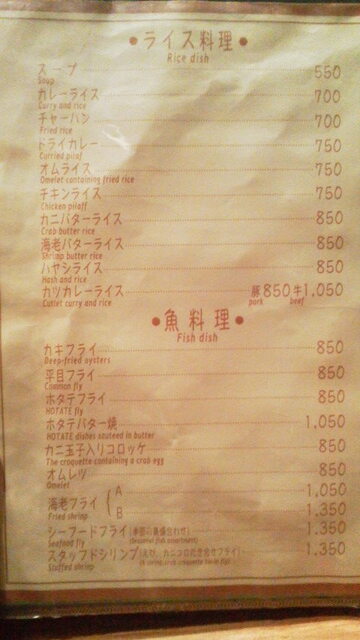 ●ライス料理●
Rice dish
スープ 550
Soup
カレーライス 700
Curry and rice
チャーハン 700
Fried rice
ドライカレー 750
Curried pilaf
オムライス 750
Omelet containing fried rice
チキンライス 750
Chicken pilaff
カニバターライス 850
Crab butter rice
海老バターライス 850
Shrimp butter rice
ハヤシライス 850
Hash and rice
カツカレーライス 豚850 牛1,050
Cutlet curry and rice pork beef
●魚料理●
Fish dish
カキフライ 850
Deep-fried oysters
平目フライ 850
Common fly
ホタテフライ 850
HOTATE fly
ホタテバター焼 1,050
HOTATE dishes sauteed in butter
カニ玉子入りコロッケ 850
The croquette containing a crab egg
オムレツ 850
Omelet
海老フライ A 1,050
B 1,350
Fried shrimp
シーフードフライ 1,350
Seafood fly
スタッフドシリンプ 1,350
Stuffed shrimp